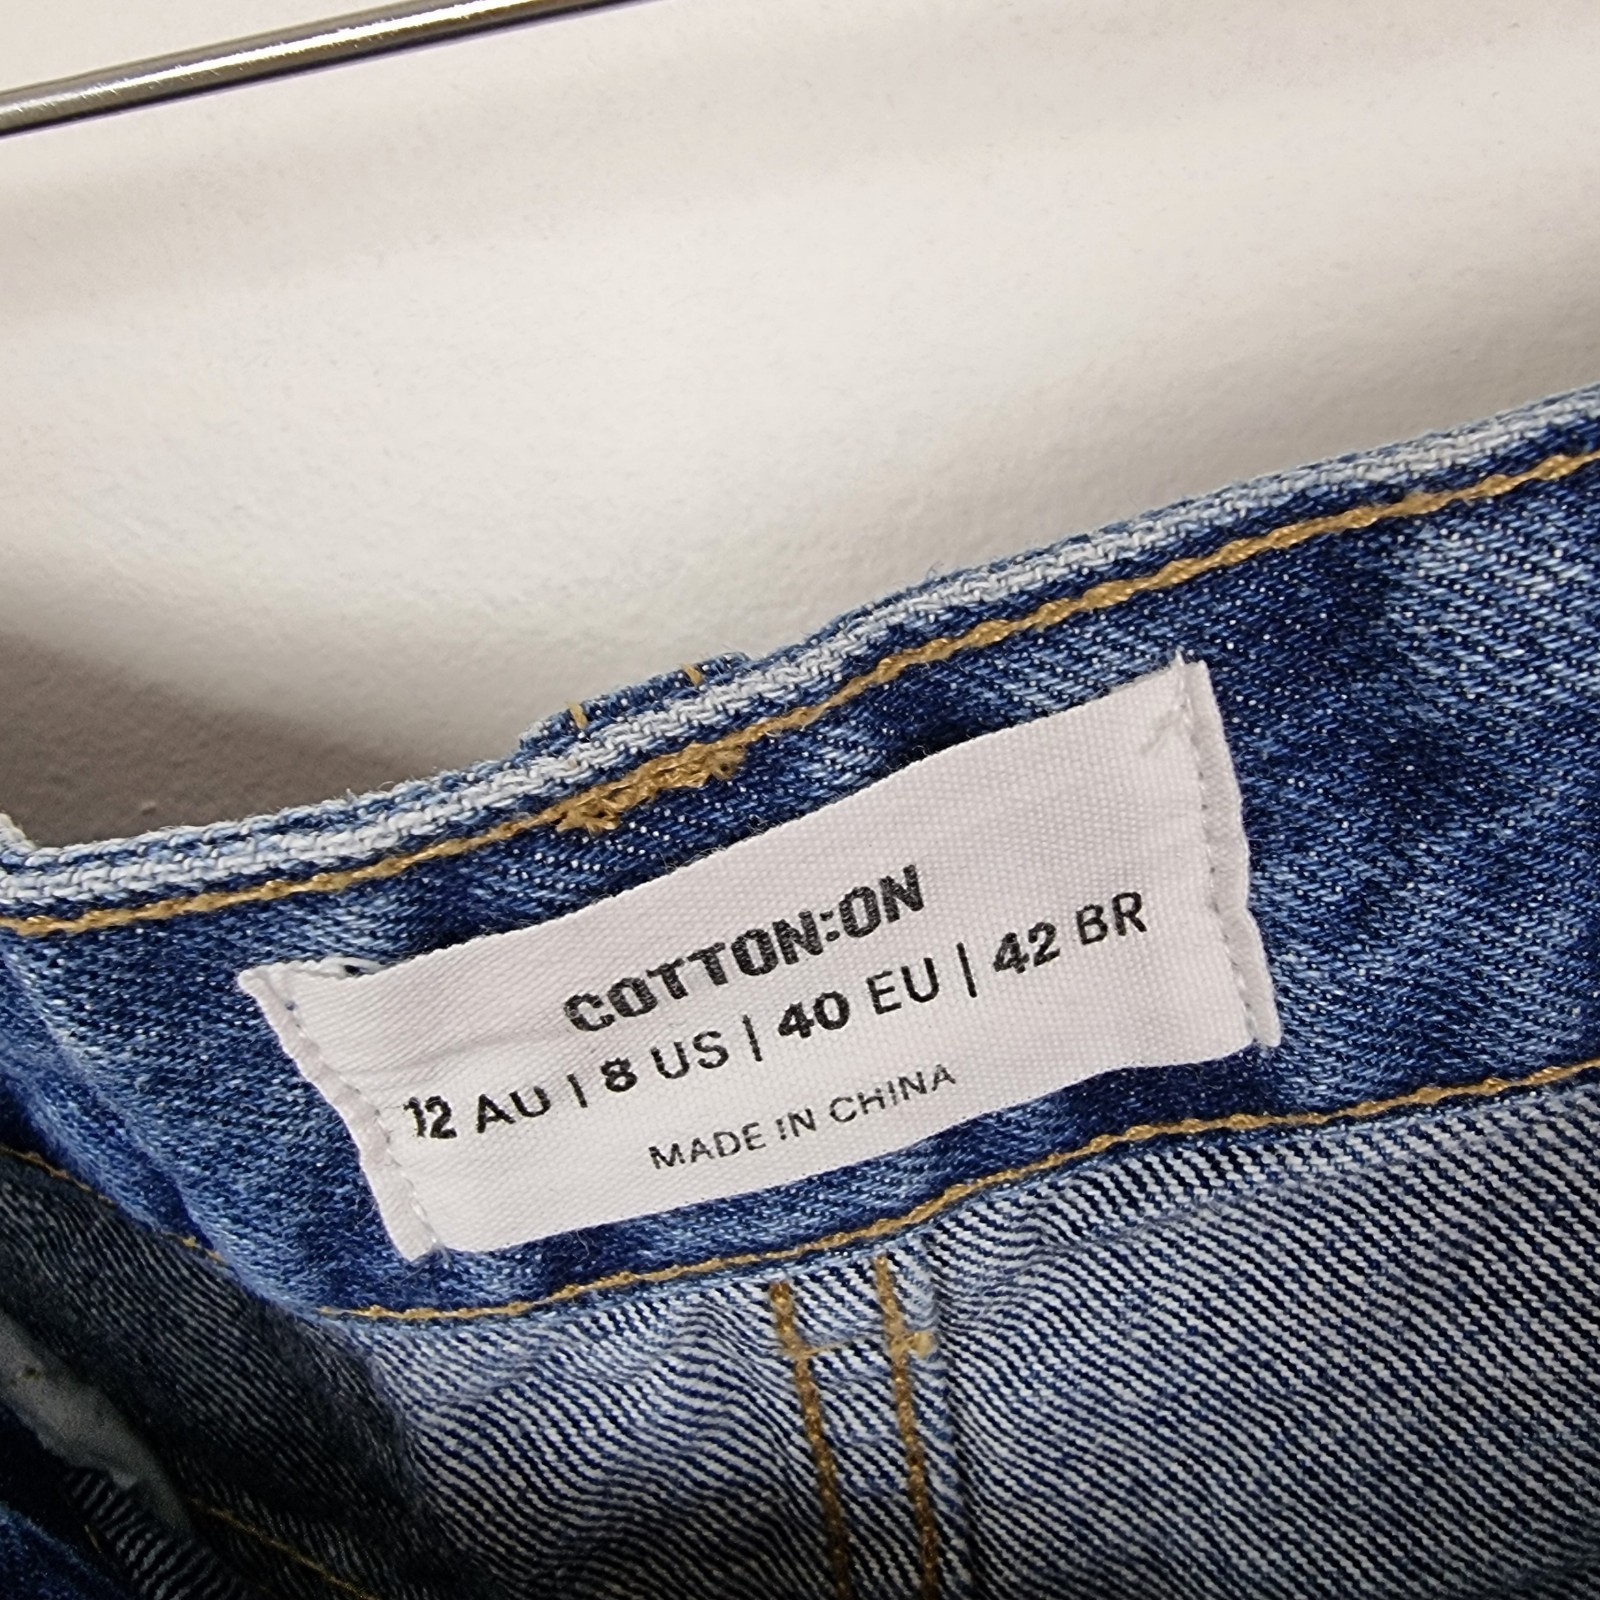 COTTON:ON
12 AU | 8 US | 40 EU | 42 BR
MADE IN CHINA